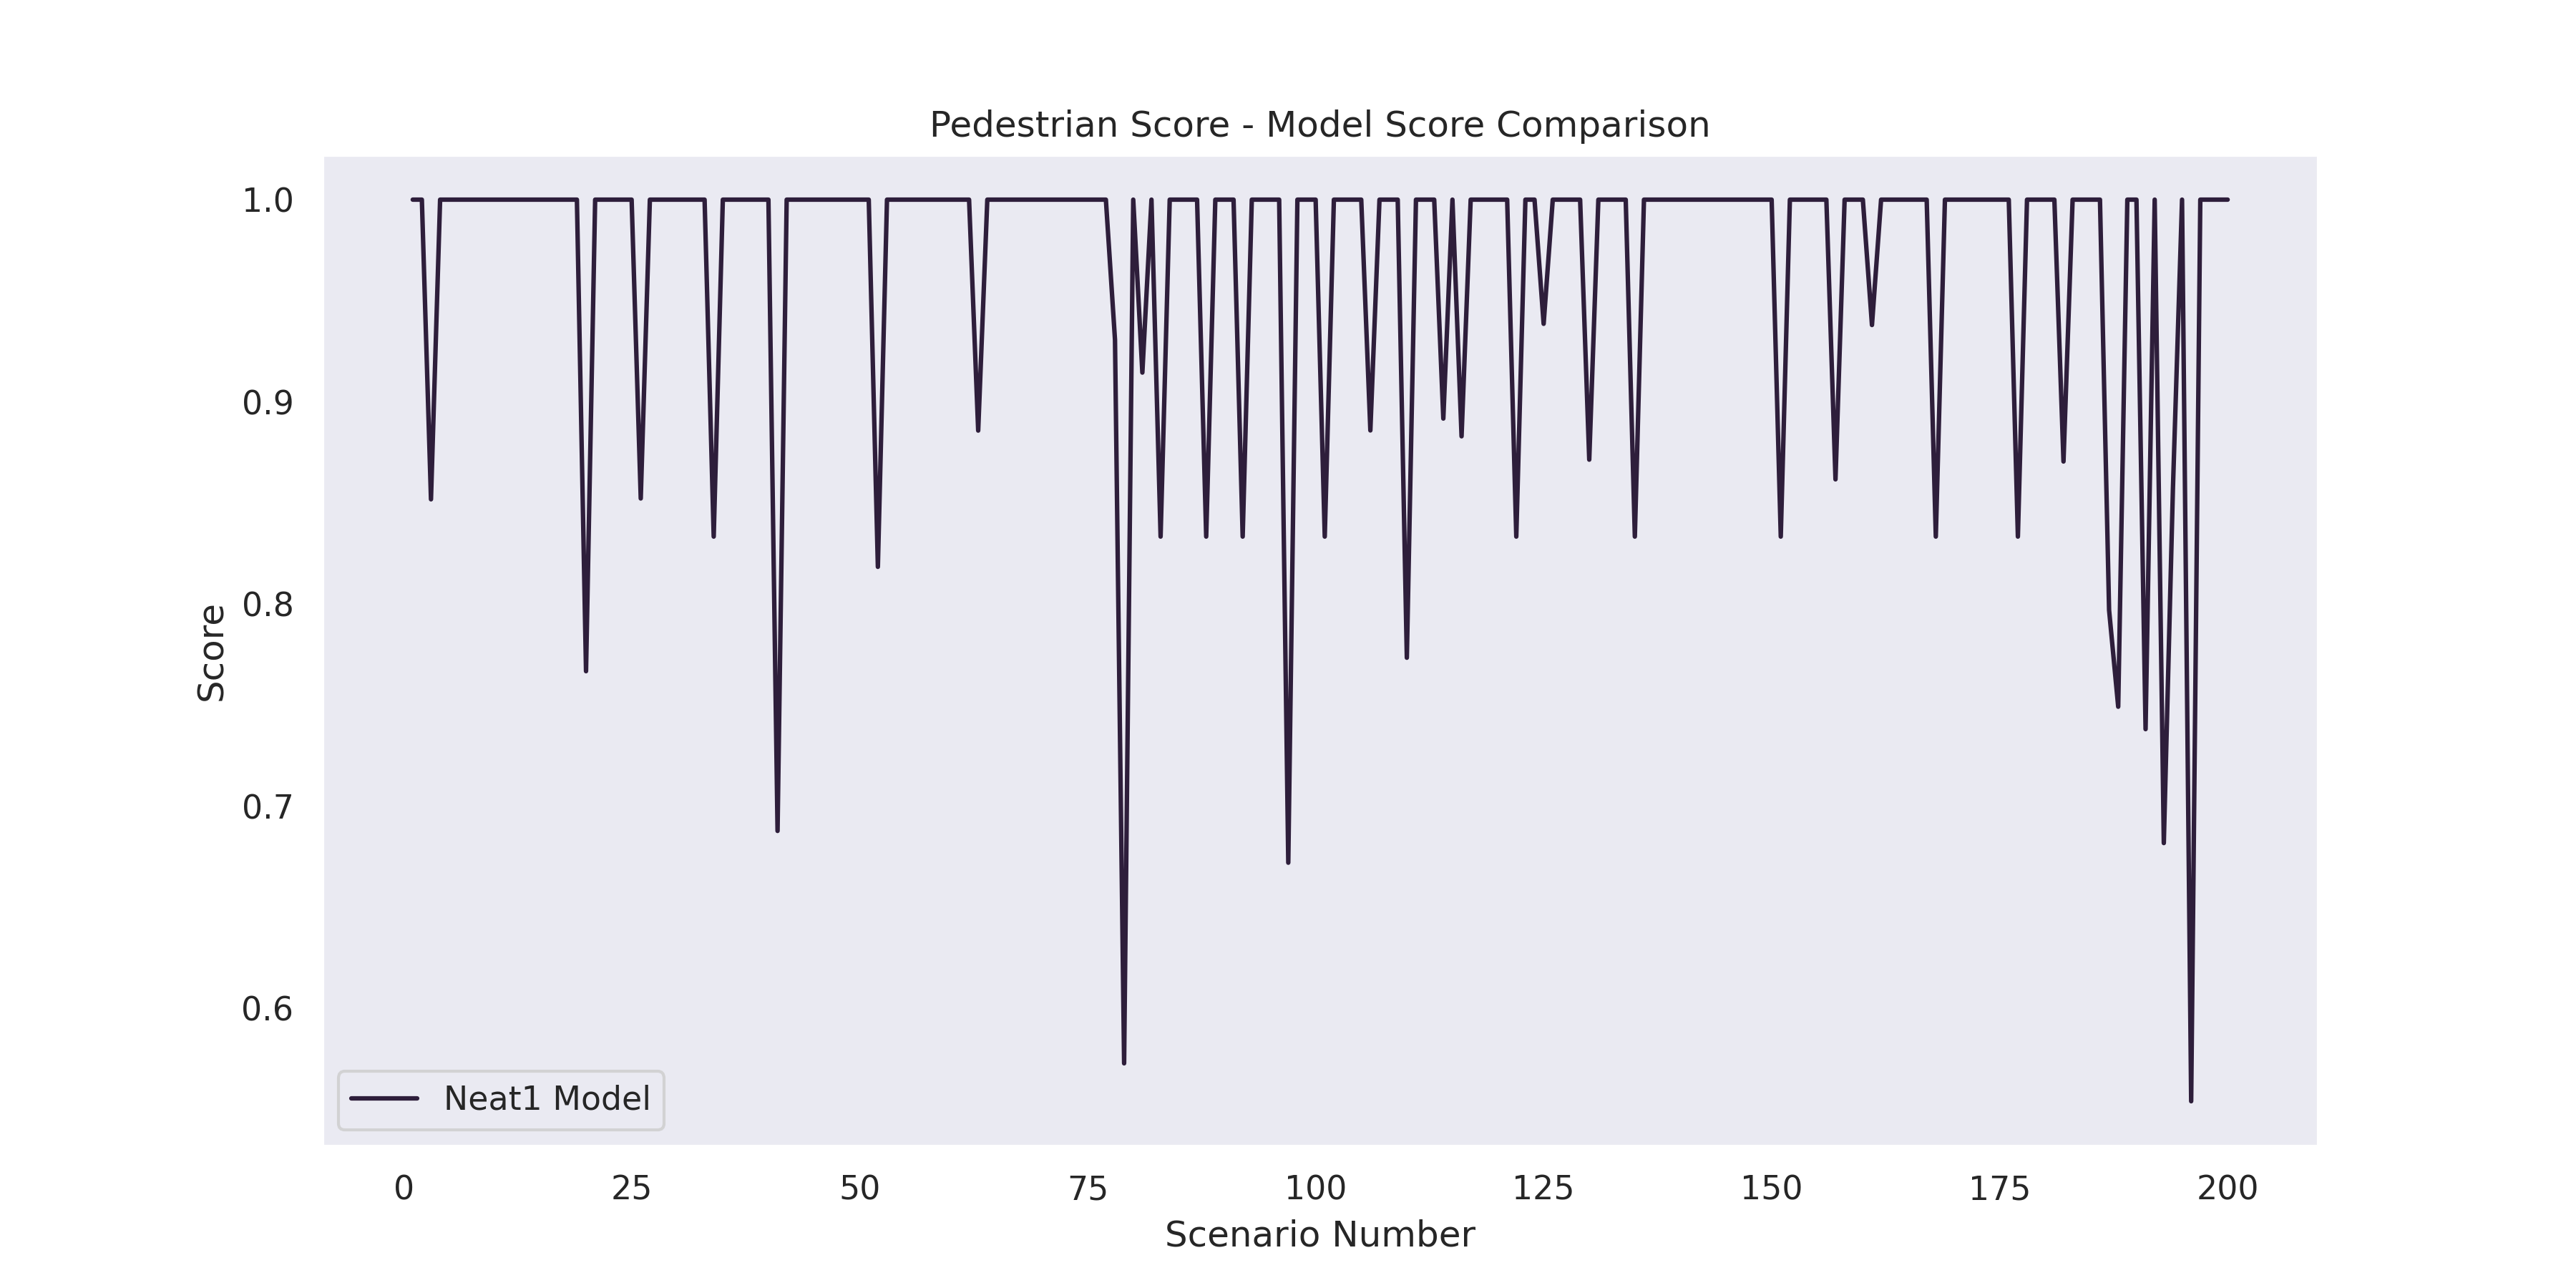 Pedestrian Score - Model Score Comparison
1.0
0.9
0.8
0.7
0.6
Score
Neat1 Model
0 25 50 75 100 125 150 175 200
Scenario Number